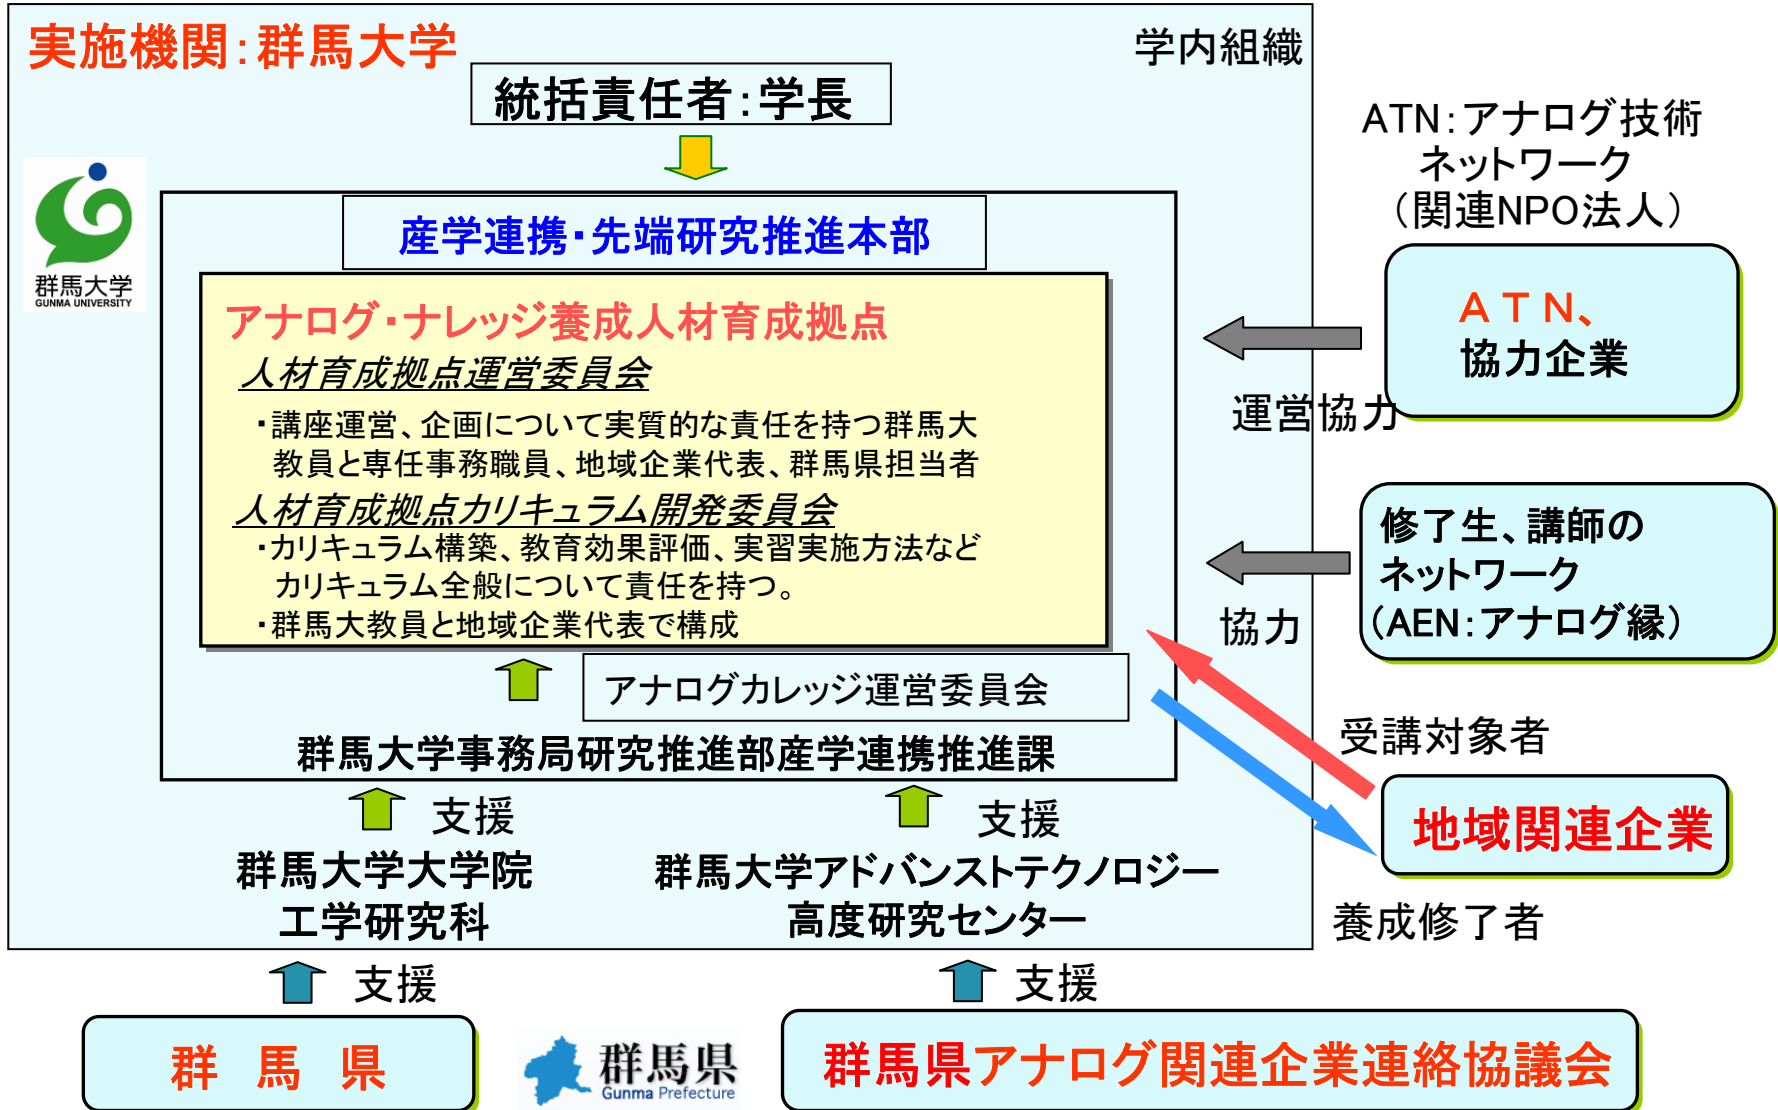 実施機関：群馬大学
学内組織
統括責任者：学長
群馬大学
GUNMA UNIVERSITY
産学連携・先端研究推進本部
アナログ・ナレッジ養成人材育成拠点
人材育成拠点運営委員会
・講座運営、企画について実質的な責任を持つ群馬大
教員と専任事務職員、地域企業代表、群馬県担当者
人材育成拠点カリキュラム開発委員会
・カリキュラム構築、教育効果評価、実習実施方法など
カリキュラム全般について責任を持つ。
・群馬大教員と地域企業代表で構成
アナログカレッジ運営委員会
群馬大学事務局研究推進部産学連携推進課
支援
支援
群馬大学大学院
工学研究科
群馬大学アドバンストテクノロジー
高度研究センター
ATN：アナログ技術
ネットワーク
（関連NPO法人）
ＡＴＮ、
協力企業
運営協力
修了生、講師の
ネットワーク
（AEN：アナログ縁）
協力
受講対象者
地域関連企業
養成修了者
支援
支援
群　馬　県
群馬県
Gunma Prefecture
群馬県アナログ関連企業連絡協議会